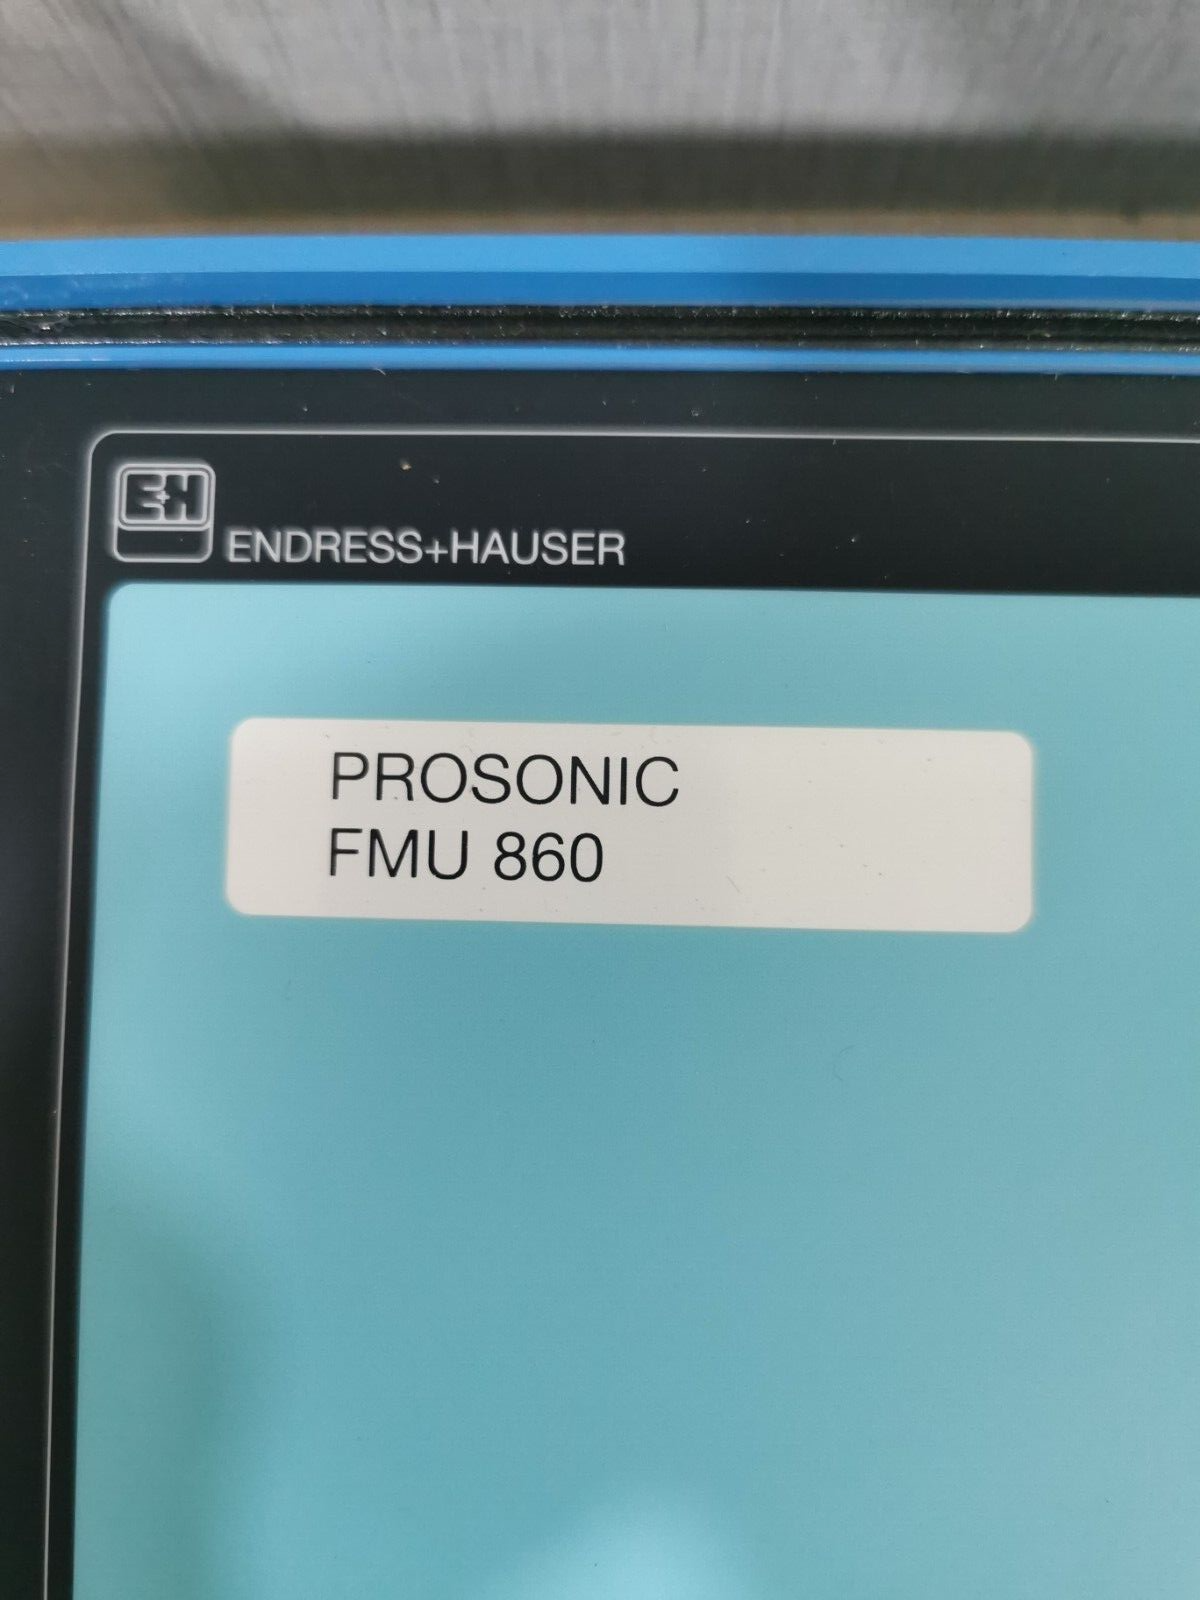 E+H
ENDRESS+HAUSER
PROSONIC
FMU 860